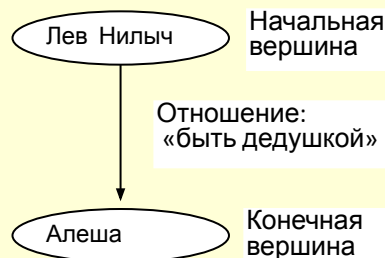 Лев Нилыч
Начальная
вершина
Отношение:
«быть дедушкой»
Алеша
Конечная
вершина